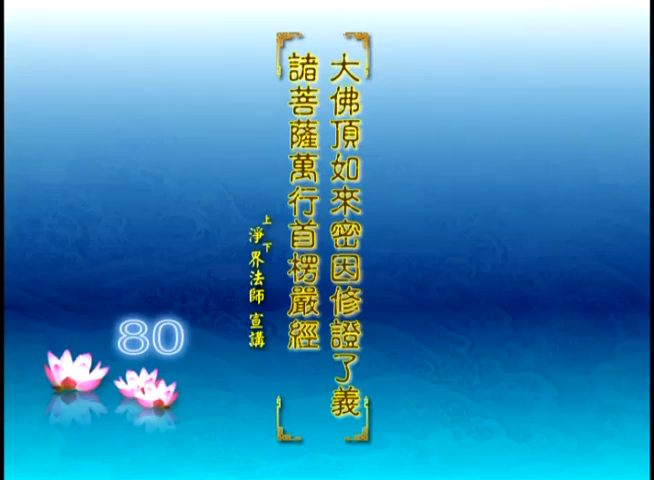 大佛頂如來密因修證了義
諸菩薩萬行首楞嚴經
上淨下界法師 宣講
80